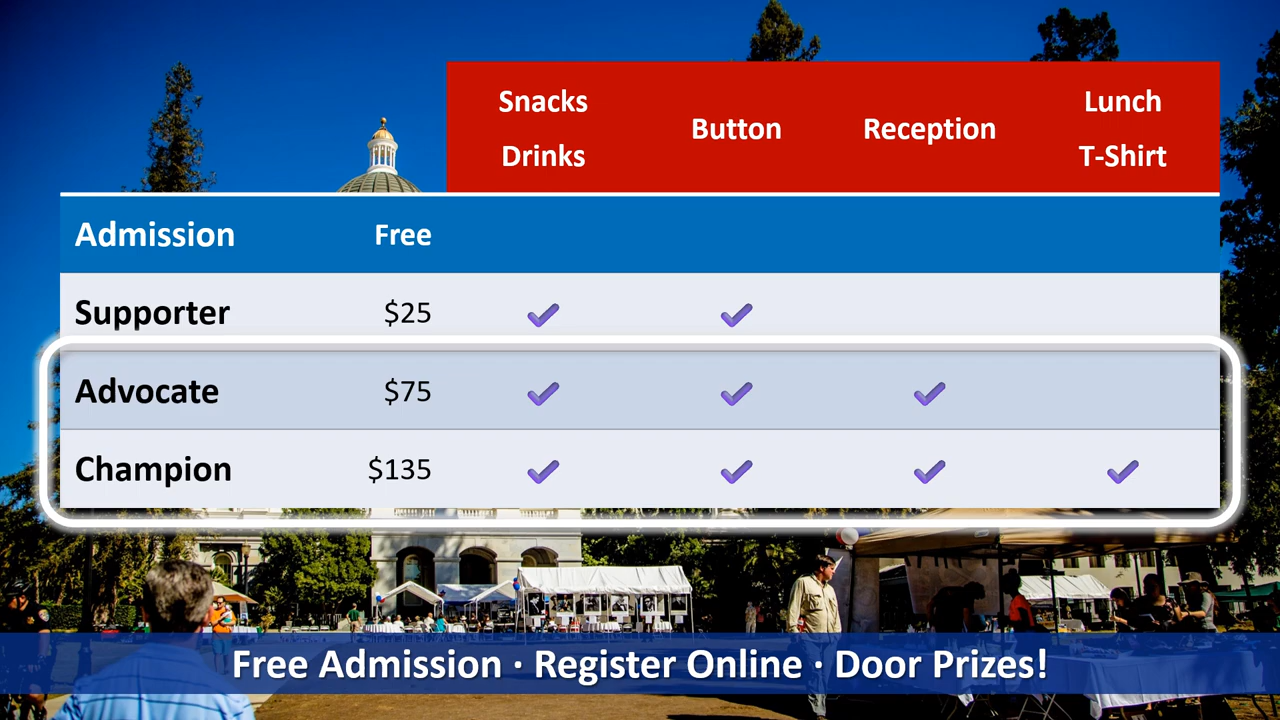 Snacks
Drinks
Button
Reception
Lunch
T-Shirt
Admission Free
Supporter $25
Advocate $75
Champion $135
Free Admission · Register Online · Door Prizes!